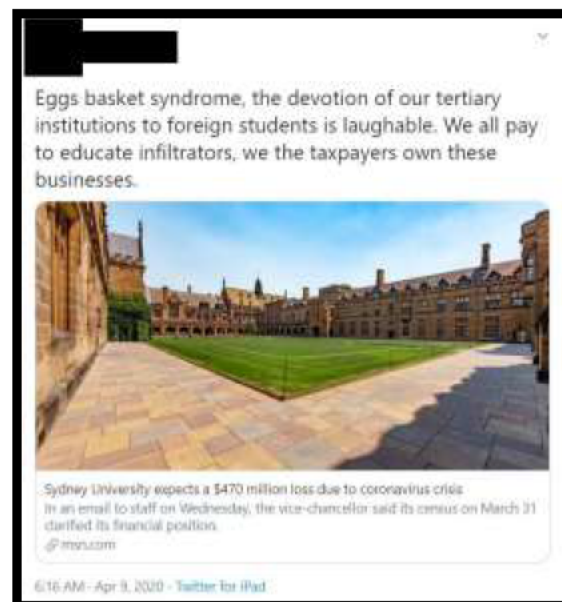 Eggs basket syndrome, the devotion of our tertiary
institutions to foreign students is laughable. We all pay
to educate infiltrators, we the taxpayers own these
businesses.
Sydney University expects a $470 million loss due to coronavirus crisis
In an email to staff on Wednesday, the vice-chancellor said its census on March 31
clarified its financial position.
msn.com
6:16 AM - Apr 9, 2020 - Twitter for iPad